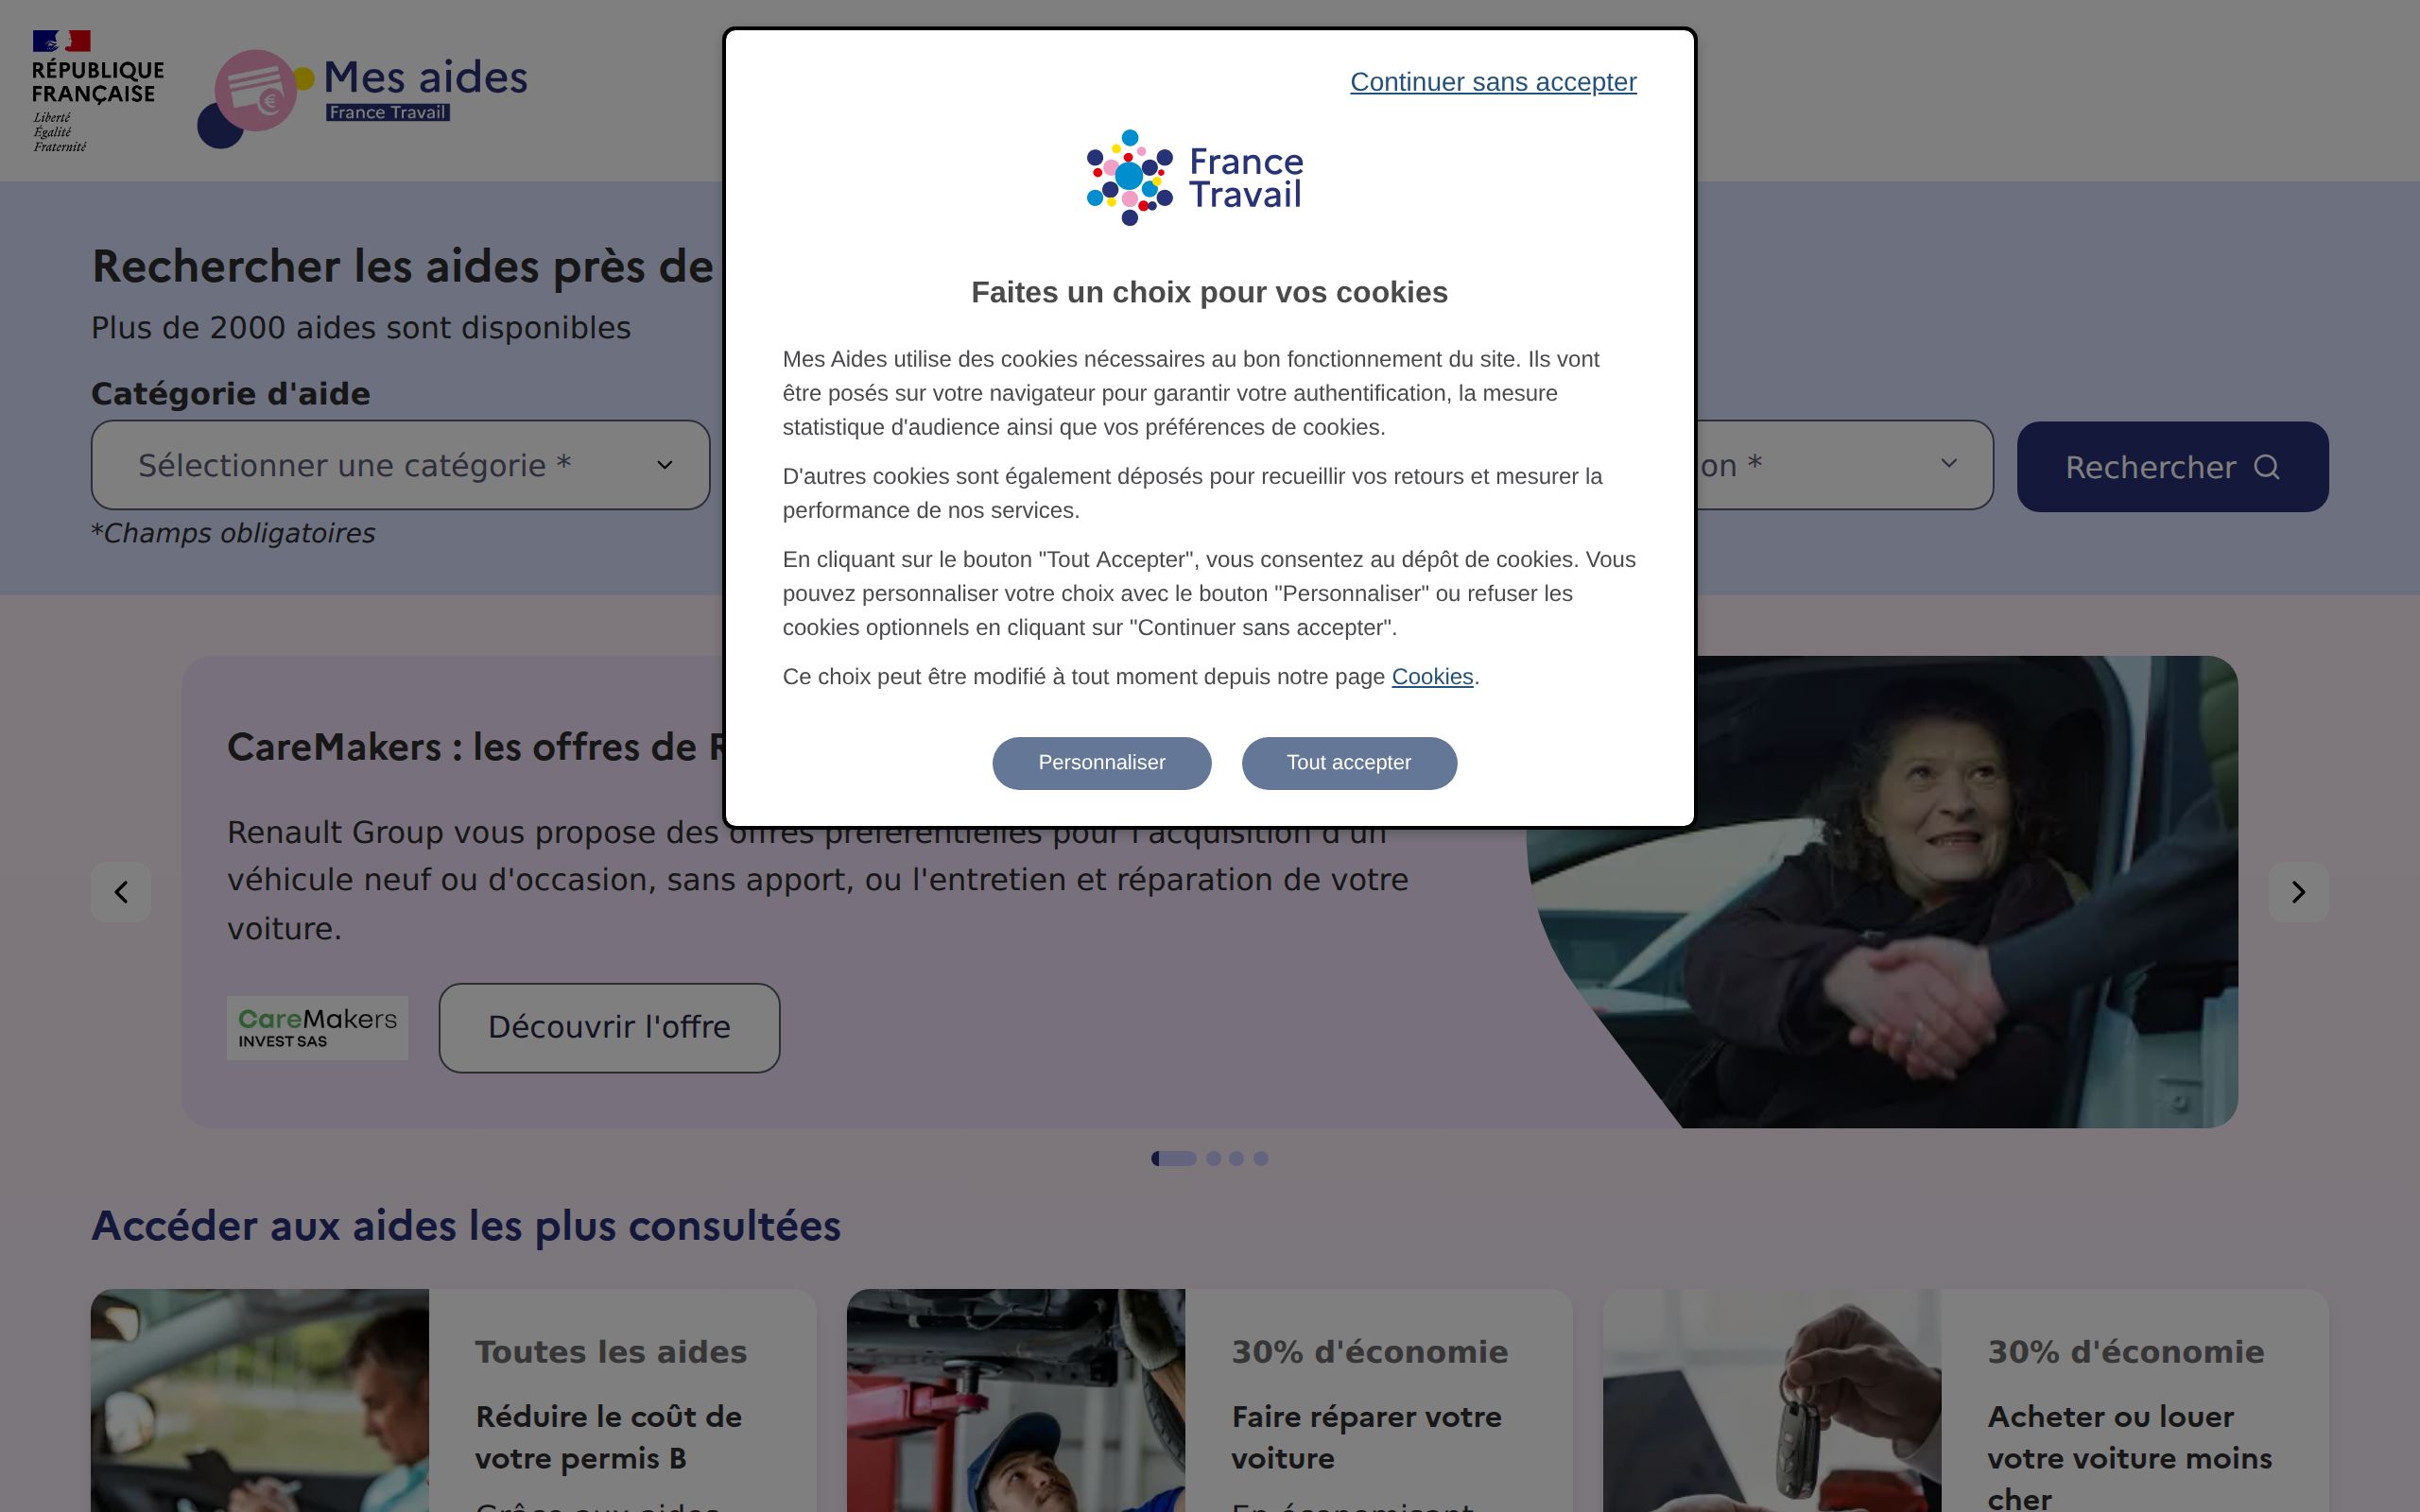 RÉPUBLIQUE
FRANÇAISE
Liberté
Égalité
Fraternité
Mes aides
France Travail
Continuer sans accepter
France
Travail
Faites un choix pour vos cookies
Mes Aides utilise des cookies nécessaires au bon fonctionnement du site. Ils vont
être posés sur votre navigateur pour garantir votre authentification, la mesure
statistique d'audience ainsi que vos préférences de cookies.
D'autres cookies sont également déposés pour recueillir vos retours et mesurer la
performance de nos services.
En cliquant sur le bouton "Tout Accepter", vous consentez au dépôt de cookies. Vous
pouvez personnaliser votre choix avec le bouton "Personnaliser" ou refuser les
cookies optionnels en cliquant sur "Continuer sans accepter".
Ce choix peut être modifié à tout moment depuis notre page Cookies.
Personnaliser
Tout accepter
Rechercher les aides près de
Plus de 2000 aides sont disponibles
Catégorie d'aide
Sélectionner une catégorie *
on *
Rechercher
*Champs obligatoires
CareMakers : les offres de
Renault Group vous propose des offres préférentielles pour l'acquisition d'un
véhicule neuf ou d'occasion, sans apport, ou l'entretien et réparation de votre
voiture.
CareMakers
INVEST SAS
Découvrir l'offre
Accéder aux aides les plus consultées
Toutes les aides
Réduire le coût de
votre permis B
Grâce aux aides
30% d'économie
Faire réparer votre
voiture
En économisant
30% d'économie
Acheter ou louer
votre voiture moins
cher